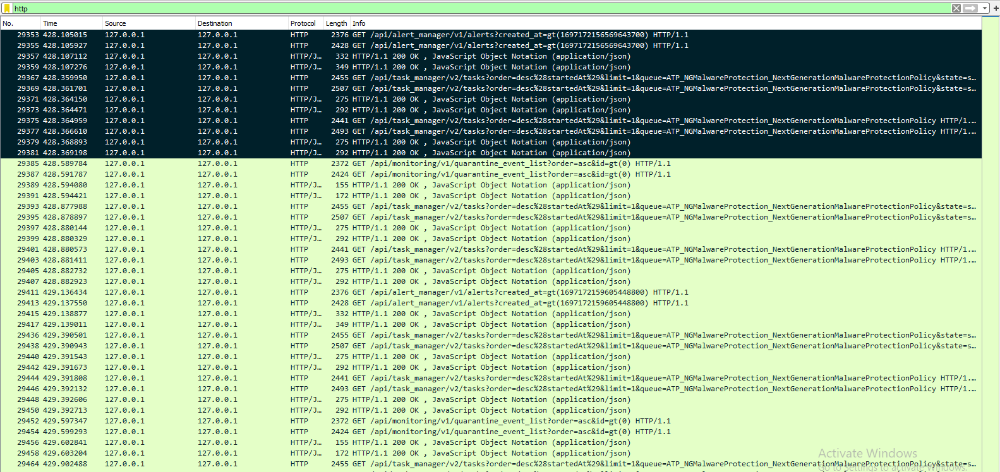 http
No. Time Source Destination Protocol Length Info
29353 428.105015 127.0.0.1 127.0.0.1 HTTP 2376 GET /api/alert_manager/v1/alerts?created_at=gt(1697172156569643700) HTTP/1.1
29355 428.105927 127.0.0.1 127.0.0.1 HTTP 2428 GET /api/alert_manager/v1/alerts?created_at=gt(1697172156569643700) HTTP/1.1
29357 428.107112 127.0.0.1 127.0.0.1 HTTP/J… 332 HTTP/1.1 200 OK , JavaScript Object Notation (application/json)
29359 428.107276 127.0.0.1 127.0.0.1 HTTP/J… 349 HTTP/1.1 200 OK , JavaScript Object Notation (application/json)
29367 428.359950 127.0.0.1 127.0.0.1 HTTP 2455 GET /api/task_manager/v2/tasks?order=desc%28startedAt%29&limit=1&queue=ATP_NGMalwareProtection_NextGenerationMalwareProtectionPolicy&state=s…
29369 428.361701 127.0.0.1 127.0.0.1 HTTP 2507 GET /api/task_manager/v2/tasks?order=desc%28startedAt%29&limit=1&queue=ATP_NGMalwareProtection_NextGenerationMalwareProtectionPolicy&state=s…
29371 428.364150 127.0.0.1 127.0.0.1 HTTP/J… 275 HTTP/1.1 200 OK , JavaScript Object Notation (application/json)
29373 428.364471 127.0.0.1 127.0.0.1 HTTP/J… 292 HTTP/1.1 200 OK , JavaScript Object Notation (application/json)
29375 428.364959 127.0.0.1 127.0.0.1 HTTP 2441 GET /api/task_manager/v2/tasks?order=desc%28startedAt%29&limit=1&queue=ATP_NGMalwareProtection_NextGenerationMalwareProtectionPolicy HTTP/1.…
29377 428.366610 127.0.0.1 127.0.0.1 HTTP 2493 GET /api/task_manager/v2/tasks?order=desc%28startedAt%29&limit=1&queue=ATP_NGMalwareProtection_NextGenerationMalwareProtectionPolicy HTTP/1.…
29379 428.368893 127.0.0.1 127.0.0.1 HTTP/J… 275 HTTP/1.1 200 OK , JavaScript Object Notation (application/json)
29381 428.369198 127.0.0.1 127.0.0.1 HTTP/J… 292 HTTP/1.1 200 OK , JavaScript Object Notation (application/json)
29385 428.589784 127.0.0.1 127.0.0.1 HTTP 2372 GET /api/monitoring/v1/quarantine_event_list?order=asc&id=gt(0) HTTP/1.1
29387 428.591787 127.0.0.1 127.0.0.1 HTTP 2424 GET /api/monitoring/v1/quarantine_event_list?order=asc&id=gt(0) HTTP/1.1
29389 428.594080 127.0.0.1 127.0.0.1 HTTP/J… 155 HTTP/1.1 200 OK , JavaScript Object Notation (application/json)
29391 428.594421 127.0.0.1 127.0.0.1 HTTP/J… 172 HTTP/1.1 200 OK , JavaScript Object Notation (application/json)
29393 428.877988 127.0.0.1 127.0.0.1 HTTP 2455 GET /api/task_manager/v2/tasks?order=desc%28startedAt%29&limit=1&queue=ATP_NGMalwareProtection_NextGenerationMalwareProtectionPolicy&state=s…
29395 428.878897 127.0.0.1 127.0.0.1 HTTP 2507 GET /api/task_manager/v2/tasks?order=desc%28startedAt%29&limit=1&queue=ATP_NGMalwareProtection_NextGenerationMalwareProtectionPolicy&state=s…
29397 428.880144 127.0.0.1 127.0.0.1 HTTP/J… 275 HTTP/1.1 200 OK , JavaScript Object Notation (application/json)
29399 428.880329 127.0.0.1 127.0.0.1 HTTP/J… 292 HTTP/1.1 200 OK , JavaScript Object Notation (application/json)
29401 428.880573 127.0.0.1 127.0.0.1 HTTP 2441 GET /api/task_manager/v2/tasks?order=desc%28startedAt%29&limit=1&queue=ATP_NGMalwareProtection_NextGenerationMalwareProtectionPolicy HTTP/1.…
29403 428.881411 127.0.0.1 127.0.0.1 HTTP 2493 GET /api/task_manager/v2/tasks?order=desc%28startedAt%29&limit=1&queue=ATP_NGMalwareProtection_NextGenerationMalwareProtectionPolicy HTTP/1.…
29405 428.882732 127.0.0.1 127.0.0.1 HTTP/J… 275 HTTP/1.1 200 OK , JavaScript Object Notation (application/json)
29407 428.882923 127.0.0.1 127.0.0.1 HTTP/J… 292 HTTP/1.1 200 OK , JavaScript Object Notation (application/json)
29411 429.136434 127.0.0.1 127.0.0.1 HTTP 2376 GET /api/alert_manager/v1/alerts?created_at=gt(1697172159605448800) HTTP/1.1
29413 429.137550 127.0.0.1 127.0.0.1 HTTP 2428 GET /api/alert_manager/v1/alerts?created_at=gt(1697172159605448800) HTTP/1.1
29415 429.138877 127.0.0.1 127.0.0.1 HTTP/J… 332 HTTP/1.1 200 OK , JavaScript Object Notation (application/json)
29417 429.139011 127.0.0.1 127.0.0.1 HTTP/J… 349 HTTP/1.1 200 OK , JavaScript Object Notation (application/json)
29436 429.390501 127.0.0.1 127.0.0.1 HTTP 2455 GET /api/task_manager/v2/tasks?order=desc%28startedAt%29&limit=1&queue=ATP_NGMalwareProtection_NextGenerationMalwareProtectionPolicy&state=s…
29438 429.390943 127.0.0.1 127.0.0.1 HTTP 2507 GET /api/task_manager/v2/tasks?order=desc%28startedAt%29&limit=1&queue=ATP_NGMalwareProtection_NextGenerationMalwareProtectionPolicy&state=s…
29440 429.391543 127.0.0.1 127.0.0.1 HTTP/J… 275 HTTP/1.1 200 OK , JavaScript Object Notation (application/json)
29442 429.391673 127.0.0.1 127.0.0.1 HTTP/J… 292 HTTP/1.1 200 OK , JavaScript Object Notation (application/json)
29444 429.391808 127.0.0.1 127.0.0.1 HTTP 2441 GET /api/task_manager/v2/tasks?order=desc%28startedAt%29&limit=1&queue=ATP_NGMalwareProtection_NextGenerationMalwareProtectionPolicy HTTP/1.…
29446 429.392132 127.0.0.1 127.0.0.1 HTTP 2493 GET /api/task_manager/v2/tasks?order=desc%28startedAt%29&limit=1&queue=ATP_NGMalwareProtection_NextGenerationMalwareProtectionPolicy HTTP/1.…
29448 429.392606 127.0.0.1 127.0.0.1 HTTP/J… 275 HTTP/1.1 200 OK , JavaScript Object Notation (application/json)
29450 429.392713 127.0.0.1 127.0.0.1 HTTP/J… 292 HTTP/1.1 200 OK , JavaScript Object Notation (application/json)
29452 429.597347 127.0.0.1 127.0.0.1 HTTP 2372 GET /api/monitoring/v1/quarantine_event_list?order=asc&id=gt(0) HTTP/1.1
29454 429.599293 127.0.0.1 127.0.0.1 HTTP 2424 GET /api/monitoring/v1/quarantine_event_list?order=asc&id=gt(0) HTTP/1.1
29456 429.602841 127.0.0.1 127.0.0.1 HTTP/J… 155 HTTP/1.1 200 OK , JavaScript Object Notation (application/json)
29458 429.603204 127.0.0.1 127.0.0.1 HTTP/J… 172 HTTP/1.1 200 OK , JavaScript Object Notation (application/json)
29464 429.902488 127.0.0.1 127.0.0.1 HTTP 2455 GET /api/task_manager/v2/tasks?order=desc%28startedAt%29&limit=1&queue=ATP_NGMalwareProtection_NextGenerationMalwareProtectionPolicy&state=s…
Activate Windows
Go to Settings to activate Windows.